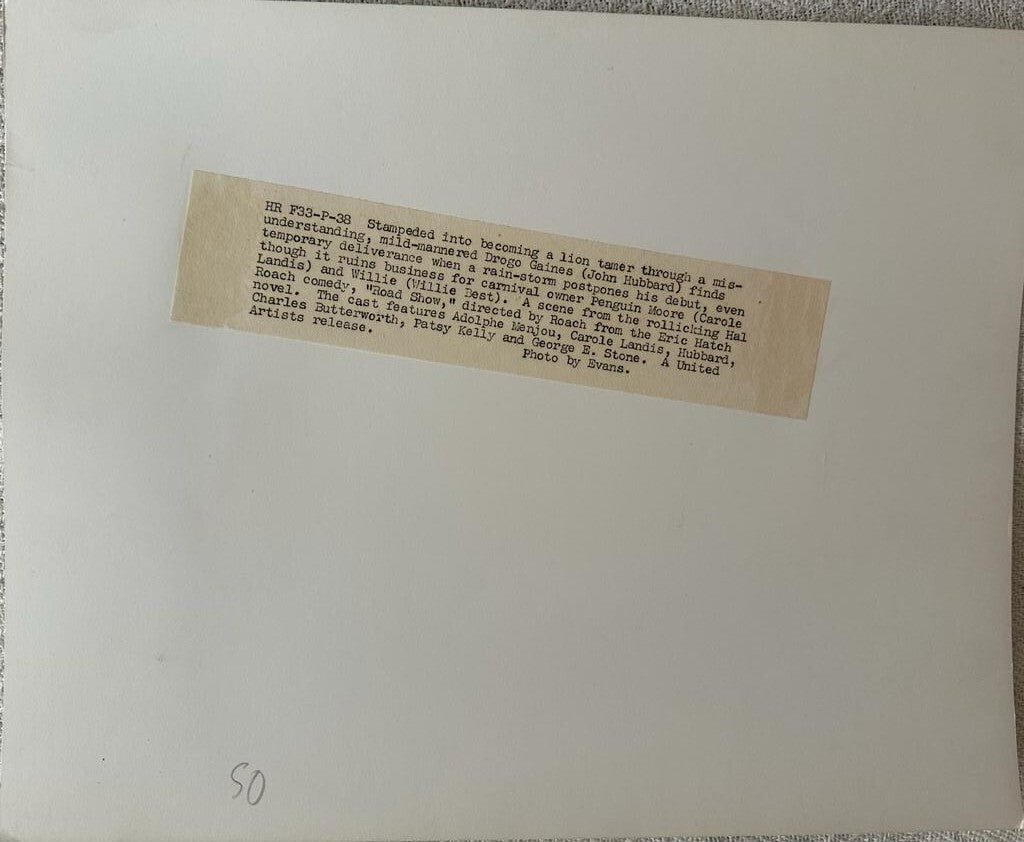 HR F33-P-38 Stampeded into becoming a lion tamer through a mis-
understanding, mild-mannered Drogo Gaines (John Hubbard) finds
temporary deliverance when a rain-storm postpones his debut, even
though it ruins business for carnival owner Penguin Moore (Carole
Landis) and Willie (Willie Best). A scene from the rollicking Hal
Roach comedy, "Road Show," directed by Roach from the Eric Hatch
novel. The cast features Adolphe Menjou, Carole Landis, Hubbard,
Charles Butterworth, Patsy Kelly and George E. Stone. A United
Artists release.
Photo by Evans.
50